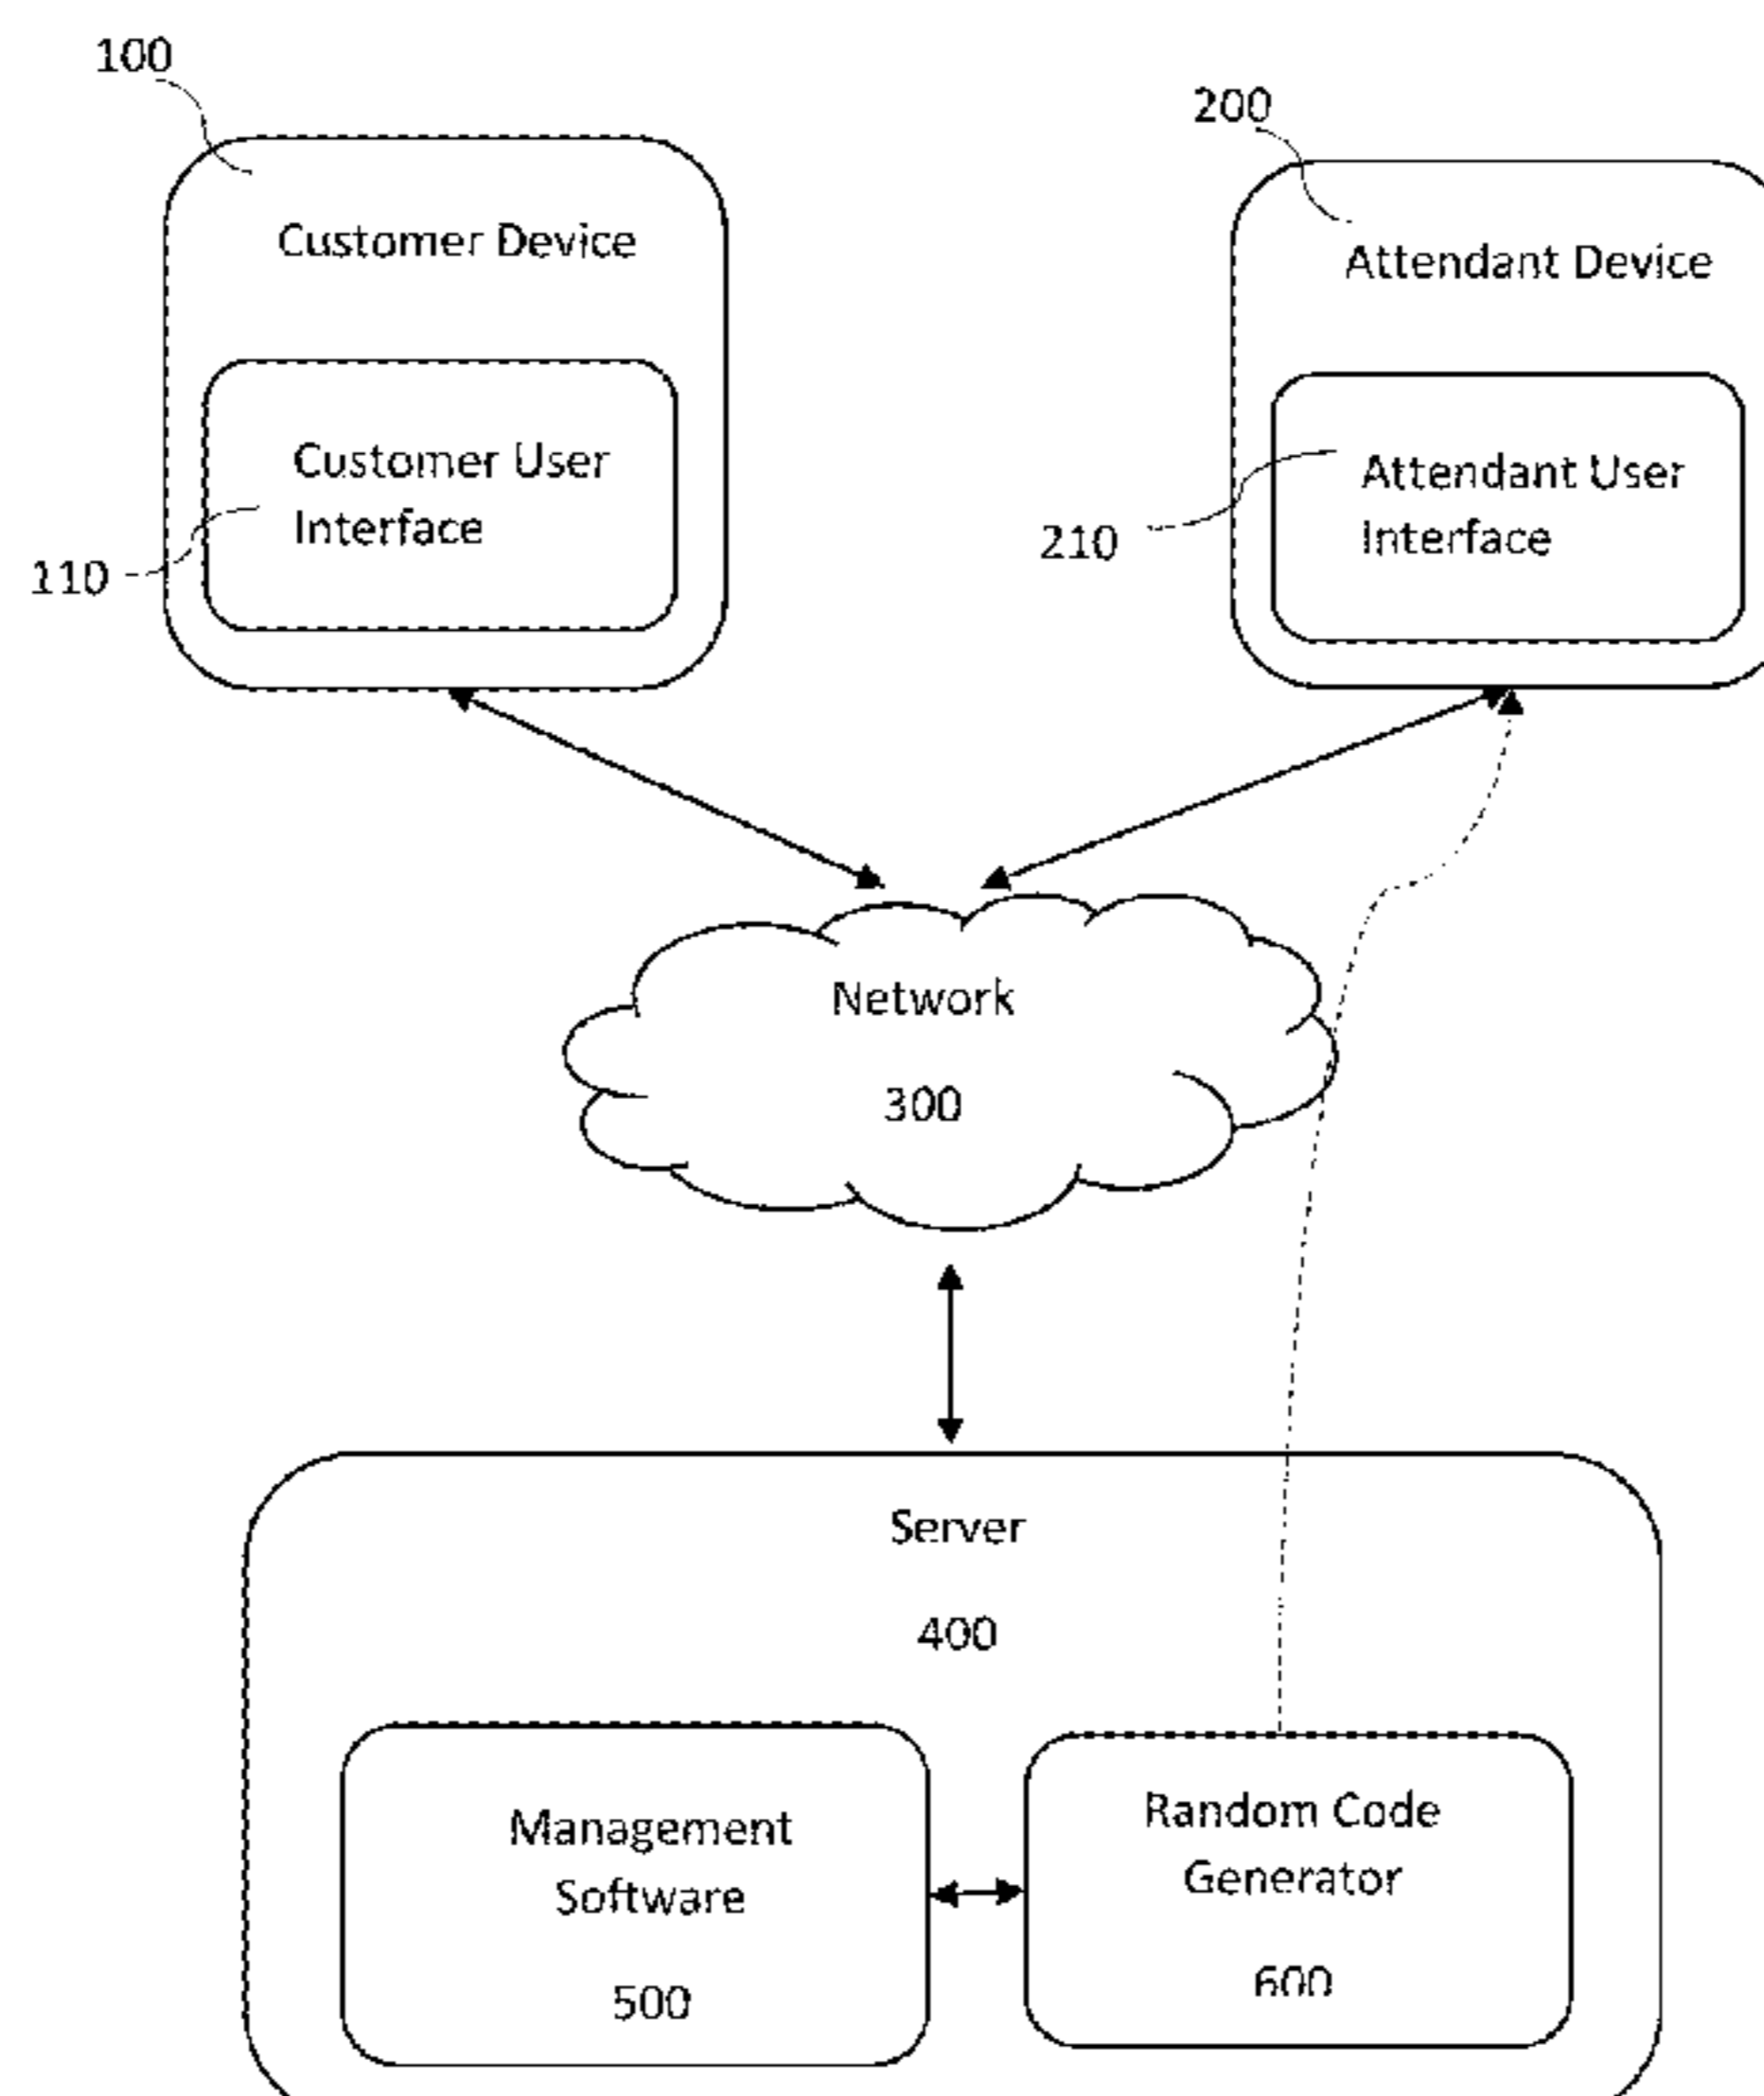 100
200
Customer Device
Attendant Device
Customer User
Interface
110
Attendant User
Interface
210
Network
300
Server
400
Management
Software
500
Random Code
Generator
600